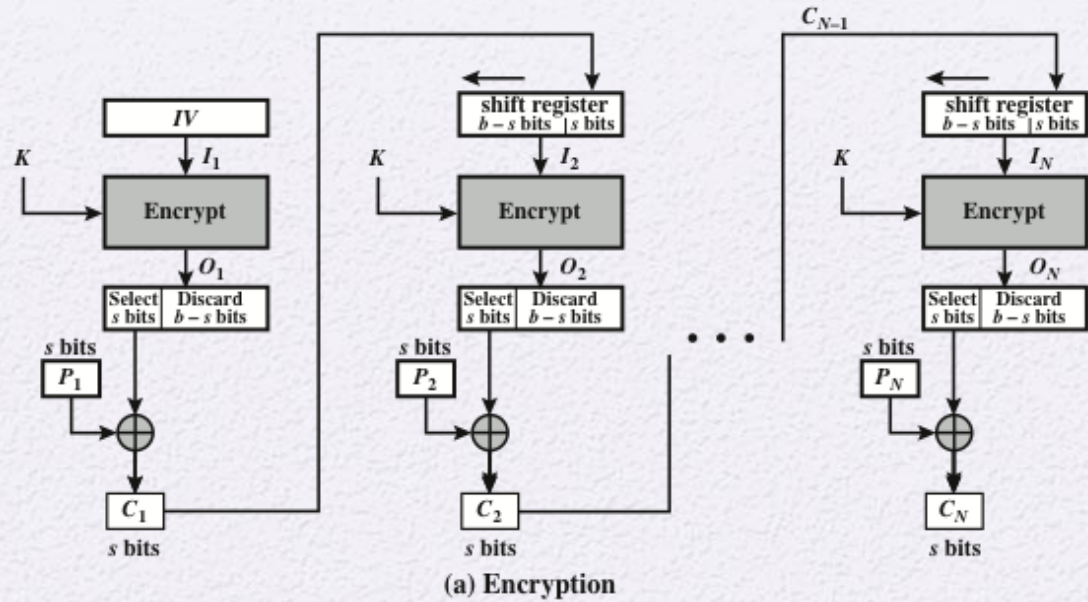 C_{N-1}
IV
shift register
b – s bits | s bits
shift register
b – s bits | s bits
K
I_1
K
I_2
K
I_N
Encrypt
Encrypt
Encrypt
O_1
O_2
O_N
Select
s bits
Discard
b – s bits
Select
s bits
Discard
b – s bits
Select
s bits
Discard
b – s bits
s bits
P_1
s bits
P_2
• • •
s bits
P_N
C_1
s bits
C_2
s bits
C_N
s bits
(a) Encryption